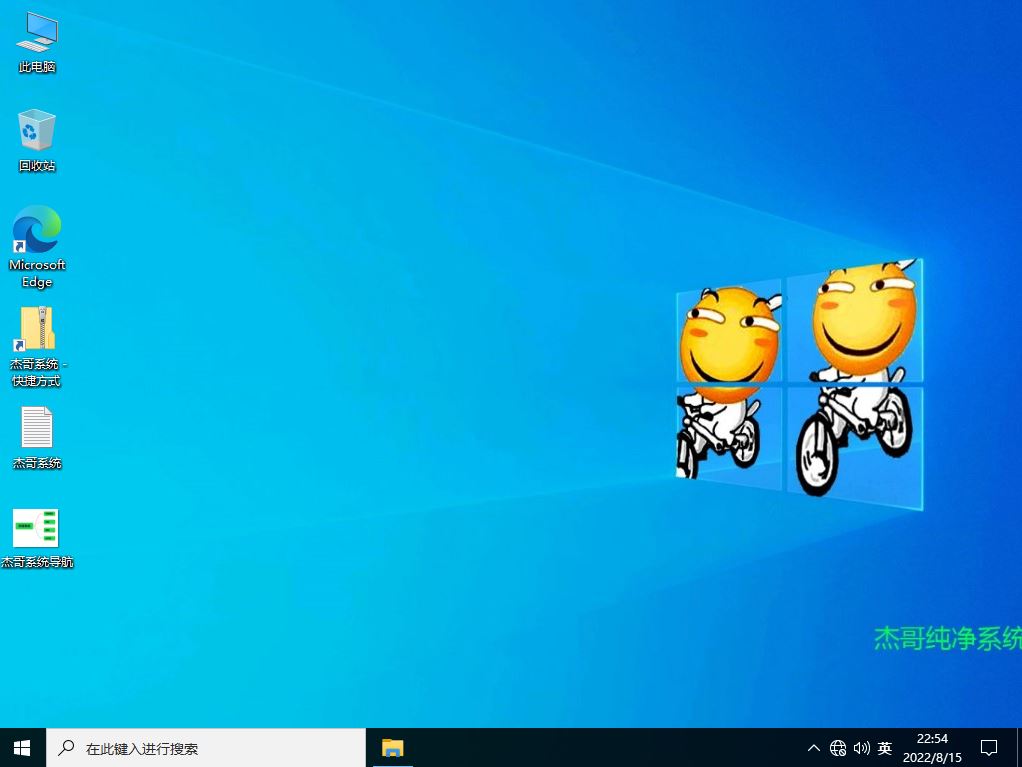 此电脑
回收站
Microsoft
Edge
杰哥系统 -
快捷方式
杰哥系统
杰哥系统导航
杰哥纯净系统
在此键入进行搜索
英
22:54
2022/8/15